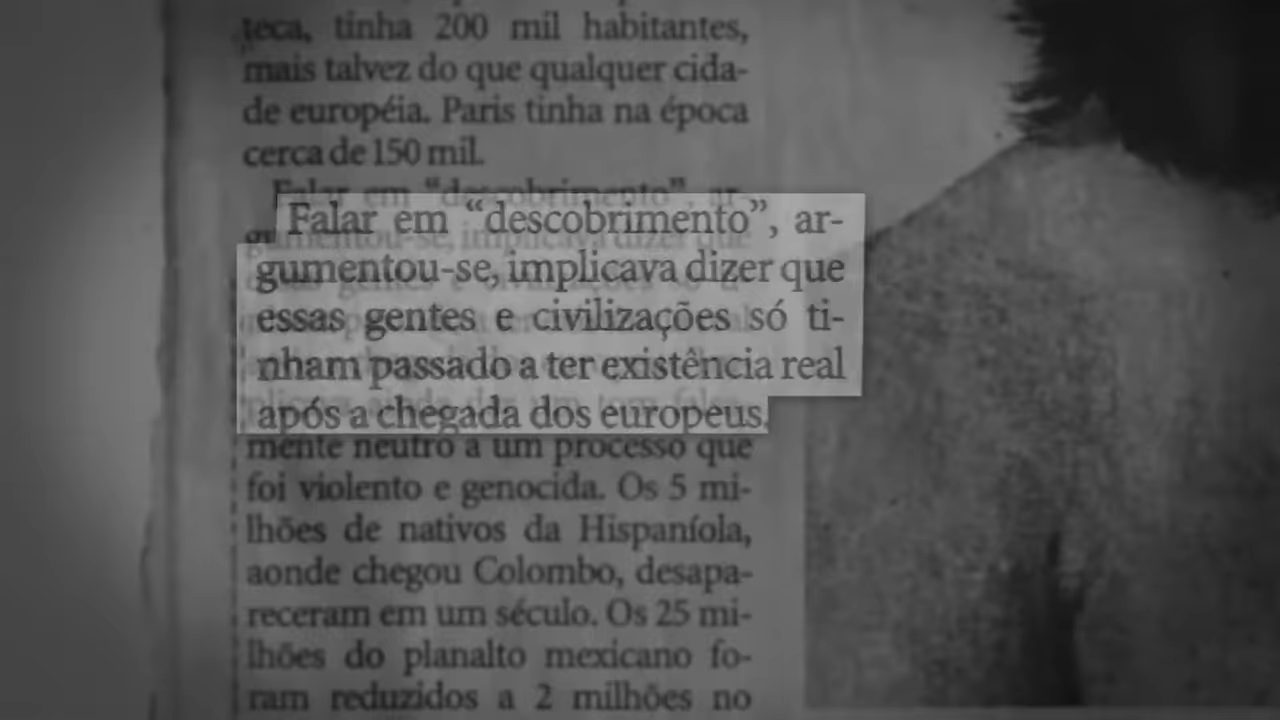 teca, tinha 200 mil habitantes,
mais talvez do que qualquer cida-
de européia. Paris tinha na época
cerca de 150 mil.
Falar em “descobrimento”, ar-
gumentou-se, implicava dizer que
essas gentes e civilizações só ti-
nham passado a ter existência real
após a chegada dos europeus.
mente neutro a um processo que
foi violento e genocida. Os 5 mi-
lhões de nativos da Hispaníola,
aonde chegou Colombo, desapa-
receram em um século. Os 25 mi-
lhões do planalto mexicano fo-
ram reduzidos a 2 milhões no